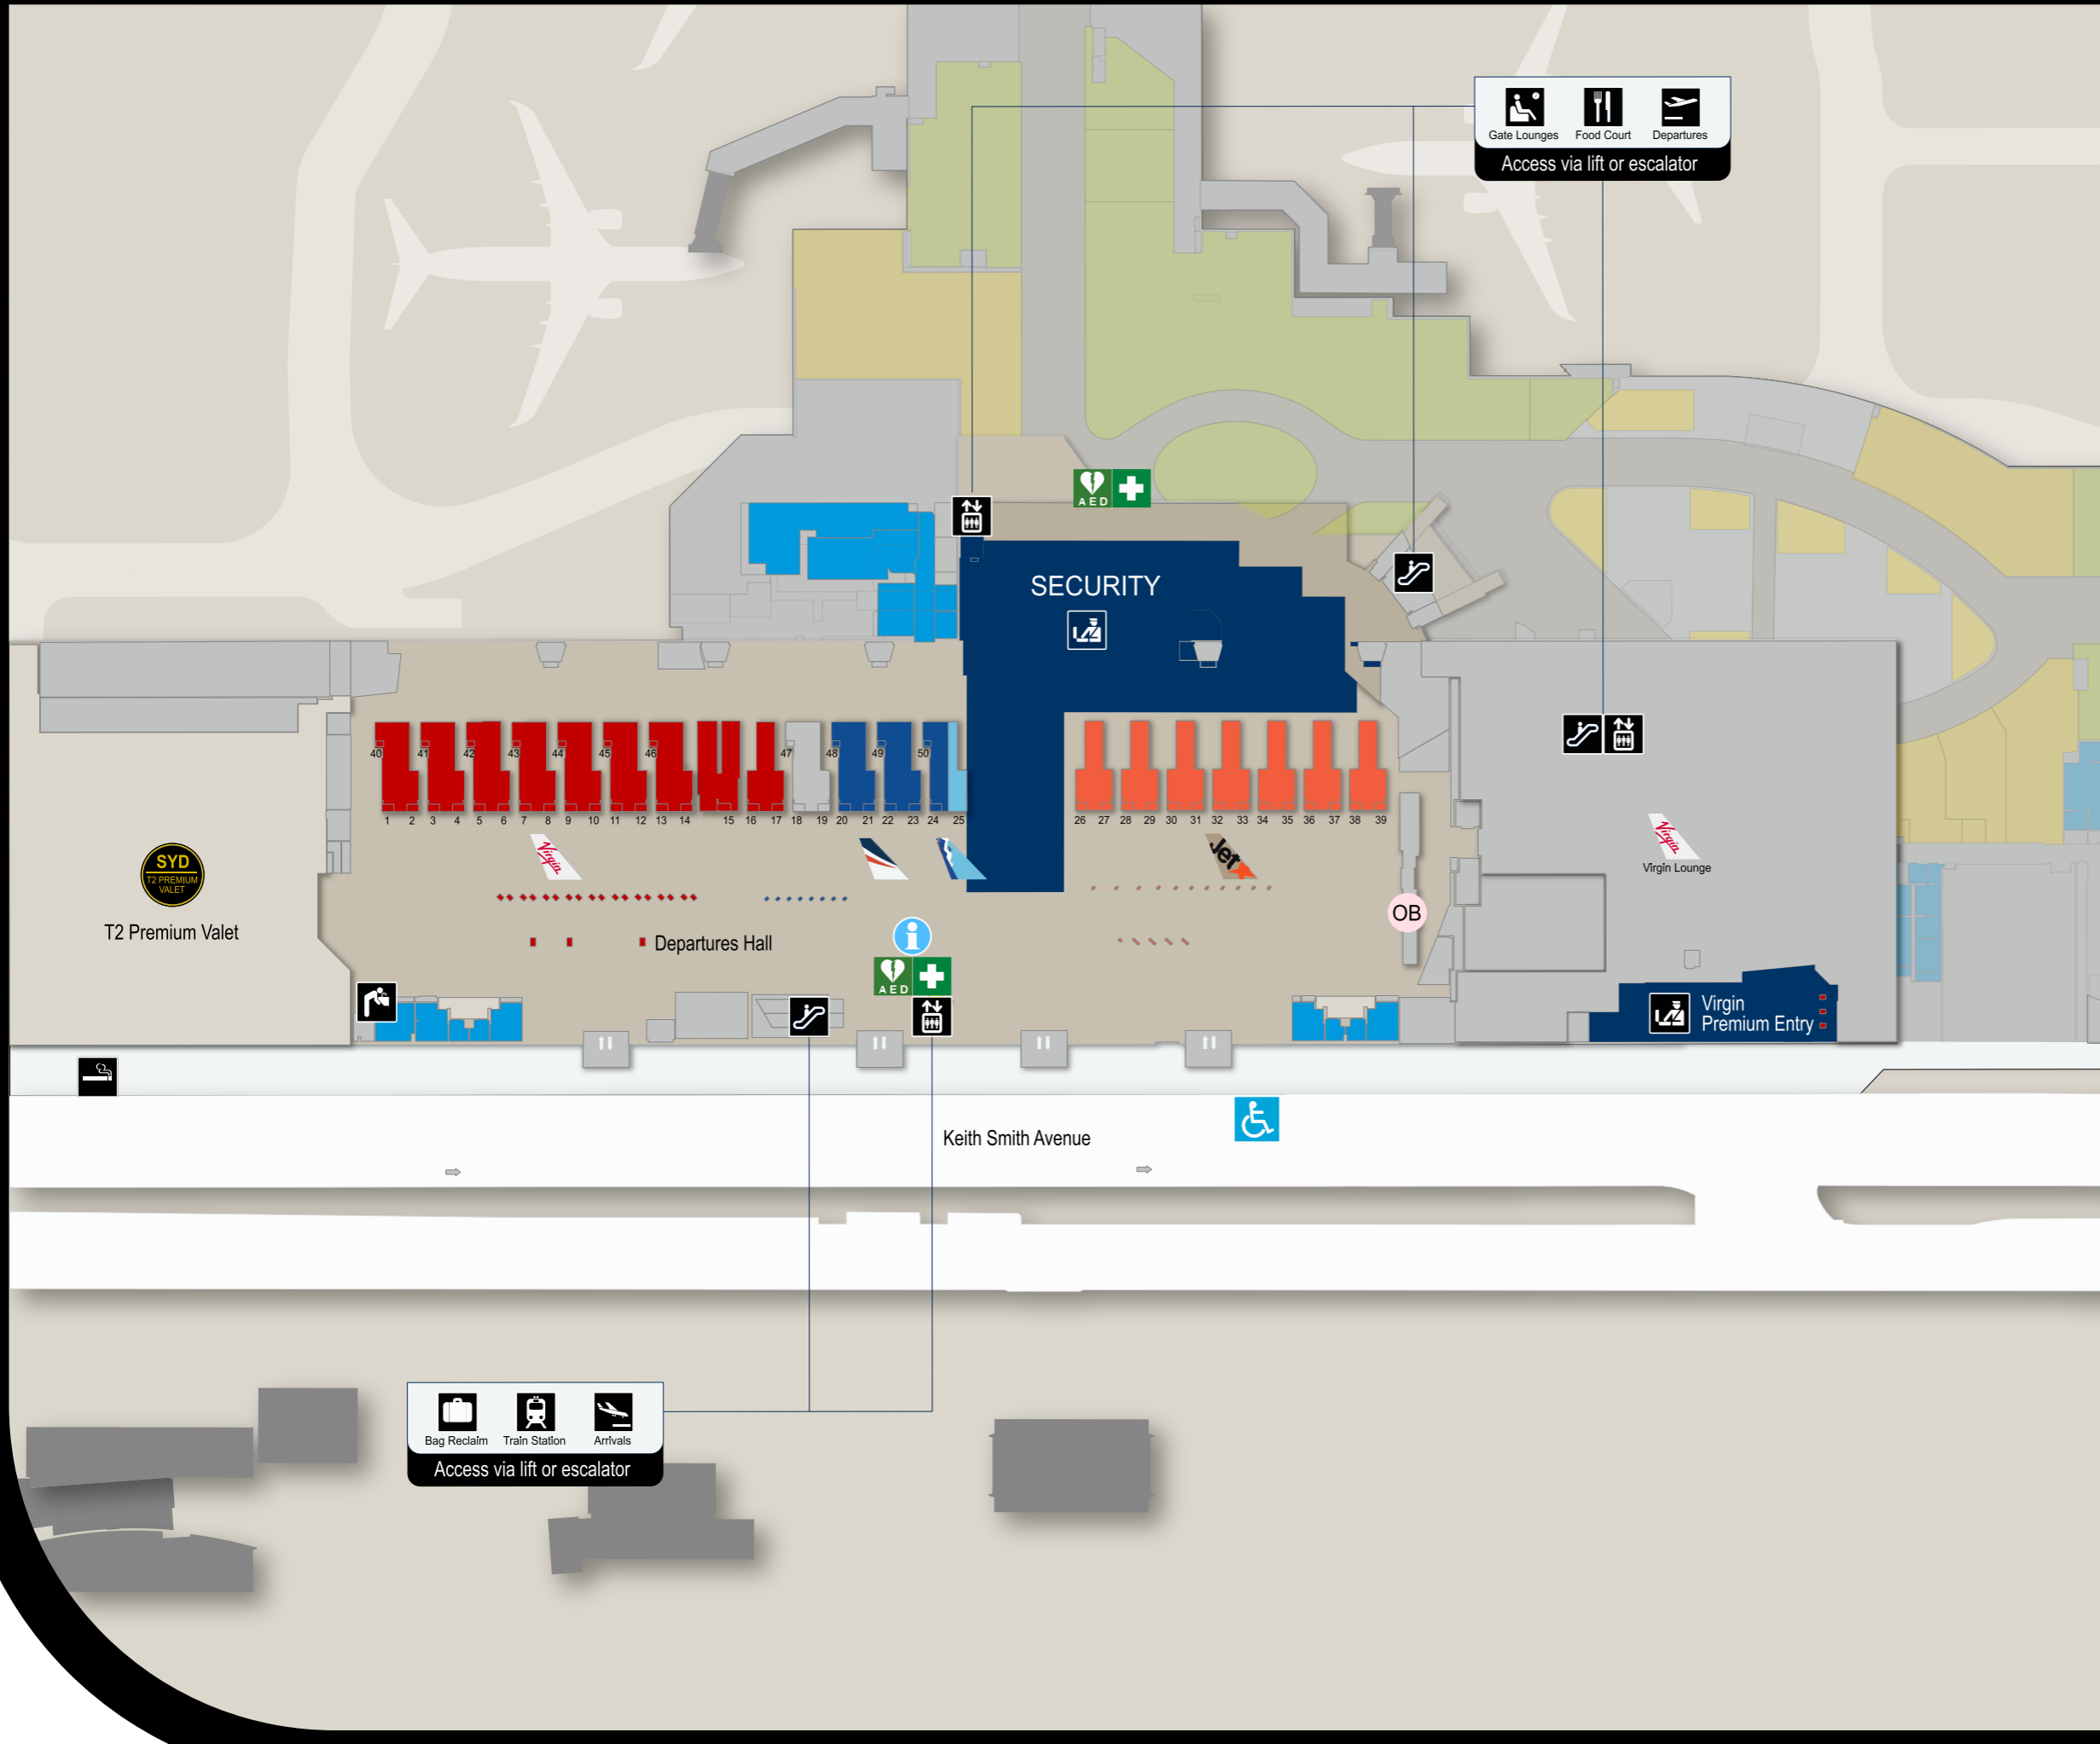 Gate Lounges
Food Court
Departures
Access via lift or escalator
AED
SECURITY
40
41
42
43
44
45
46
47
48
49
50
1
2
3
4
5
6
7
8
9
10
11
12
13
14
15
16
17
18
19
20
21
22
23
24
25
26
27
28
29
30
31
32
33
34
35
36
37
38
39
Virgin
Jet
Virgin
Virgin Lounge
SYD
T2 PREMIUM
VALET
T2 Premium Valet
OB
Departures Hall
i
AED
Virgin
Premium Entry
Keith Smith Avenue
Bag Reclaim
Train Station
Arrivals
Access via lift or escalator